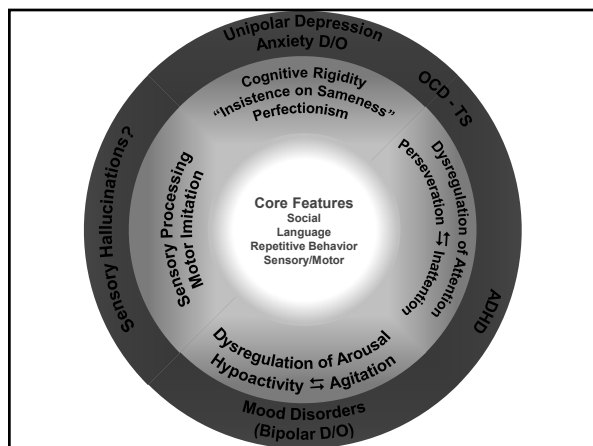 Unipolar Depression
Anxiety D/O
OCD - TS
ADHD
Mood Disorders
(Bipolar D/O)
Sensory Hallucinations?
Cognitive Rigidity
“Insistence on Sameness”
Perfectionism
Dysregulation of Attention
Perseveration ⇅ Inattention
Dysregulation of Arousal
Hypoactivity ⇆ Agitation
Sensory Processing
Motor Imitation
Core Features
Social
Language
Repetitive Behavior
Sensory/Motor